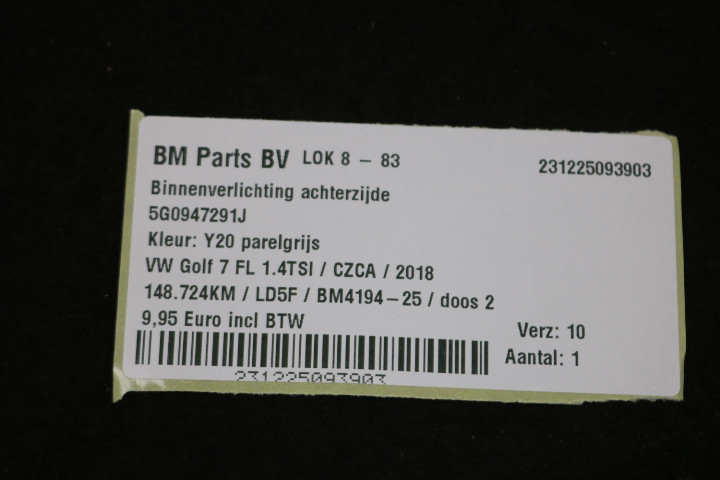 BM Parts BV LOK 8 - 83 231225093903
Binnenverlichting achterzijde
5G0947291J
Kleur: Y20 parelgrijs
VW Golf 7 FL 1.4TSI / CZCA / 2018
148.724KM / LD5F / BM4194-25 / doos 2
9,95 Euro incl BTW
Verz: 10
Aantal: 1
231225093903